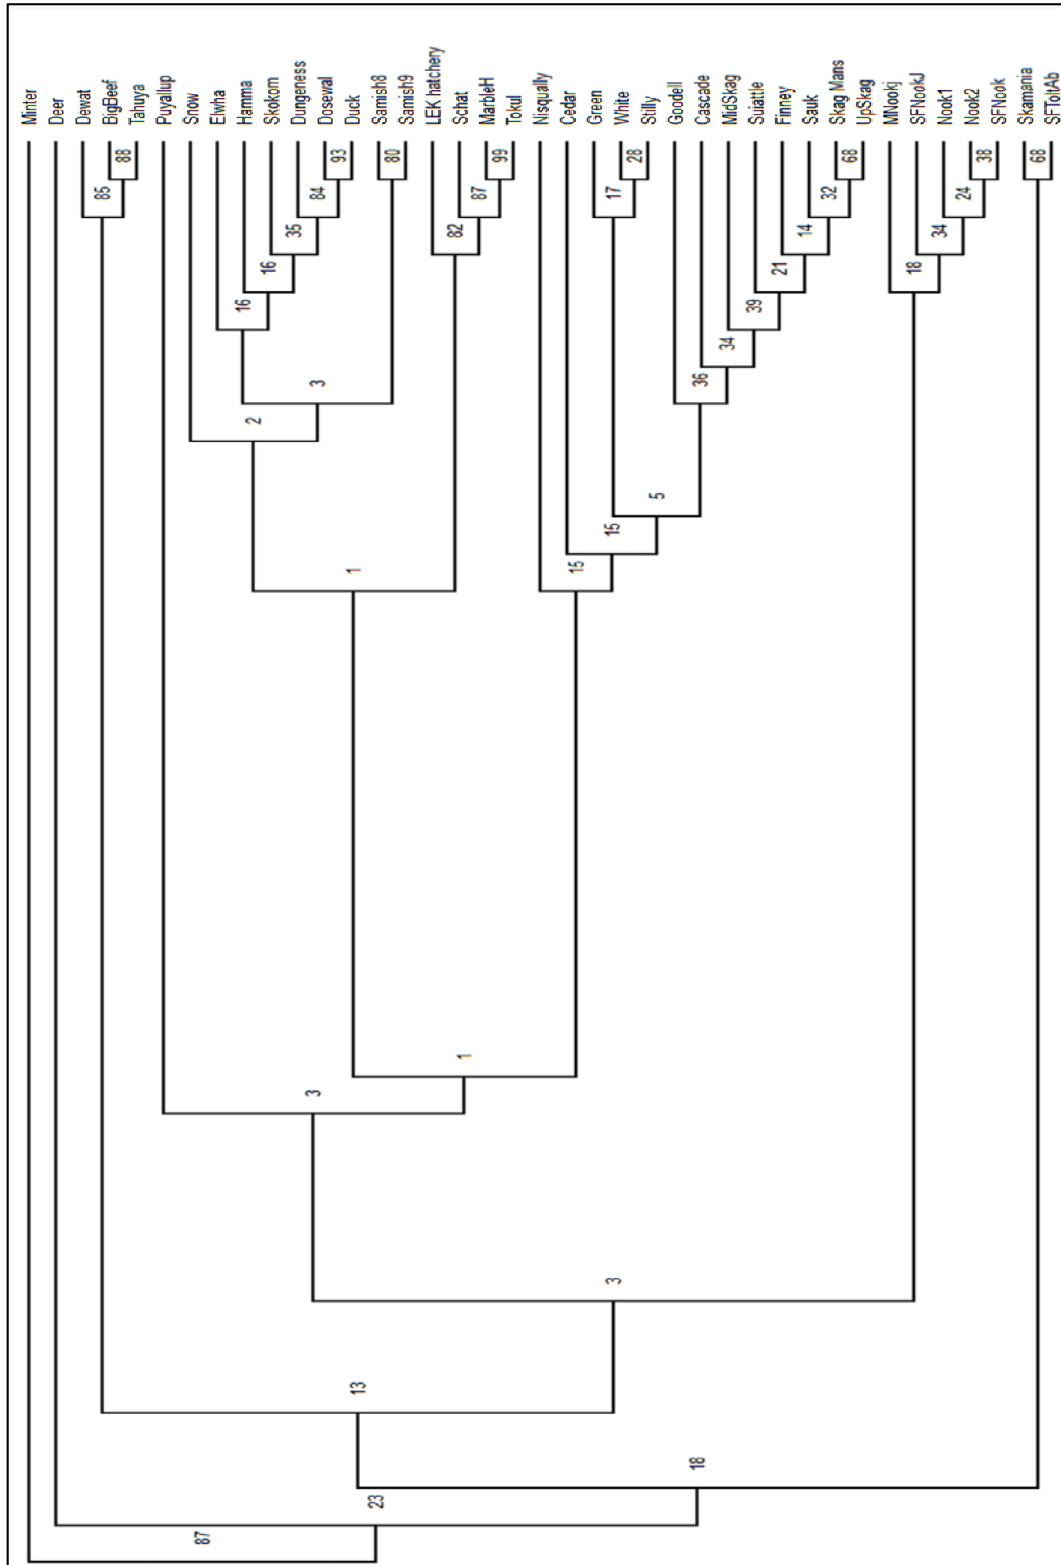 Minter
Deer
Dewat
BigBeef
Tahuya
Puyallup
Snow
Elwha
Hamma
Skokom
Dungeness
Dosewal
Duck
Samish8
Samish9
LEK hatchery
Schat
MarbleH
Tokul
Nisqually
Cedar
Green
White
Stilly
Goodell
Cascade
MidSkag
Suiattle
Finney
Sauk
Skag Mans
UpSkag
MNookj
SFNookJ
Nook1
Nook2
SFNook
Skamania
SFToltAb
88
85
93
84
35
16
16
80
3
2
99
87
82
1
28
17
68
32
14
21
39
34
36
5
15
15
1
3
38
24
34
18
3
13
68
18
23
87